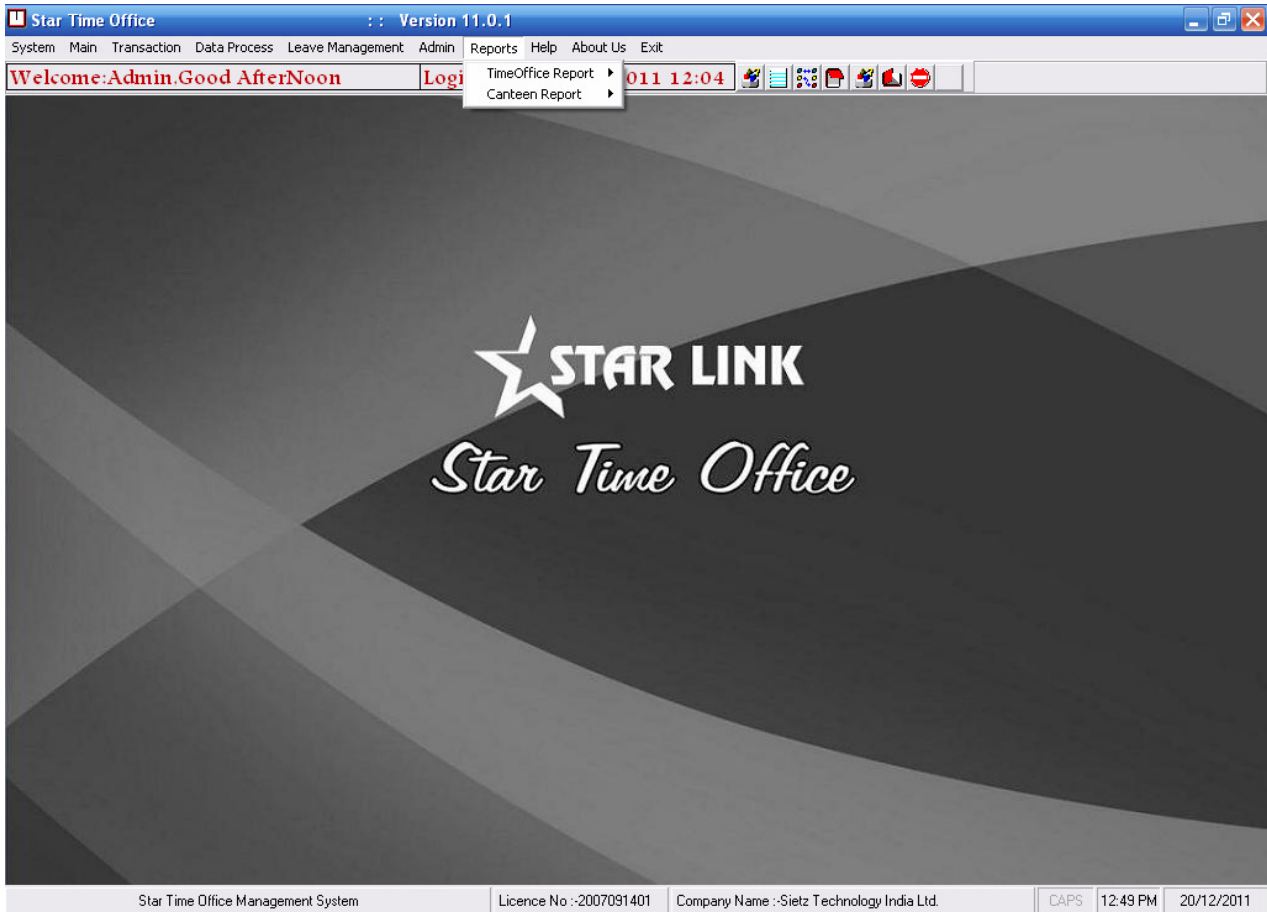 Star Time Office : : Version 11.0.1
System Main Transaction Data Process Leave Management Admin Reports Help About Us Exit
Welcome:Admin.Good AfterNoon Logi 011 12:04
TimeOffice Report
Canteen Report
STAR LINK
Star Time Office
Star Time Office Management System Licence No :-2007091401 Company Name :-Sietz Technology India Ltd. CAPS 12:49 PM 20/12/2011